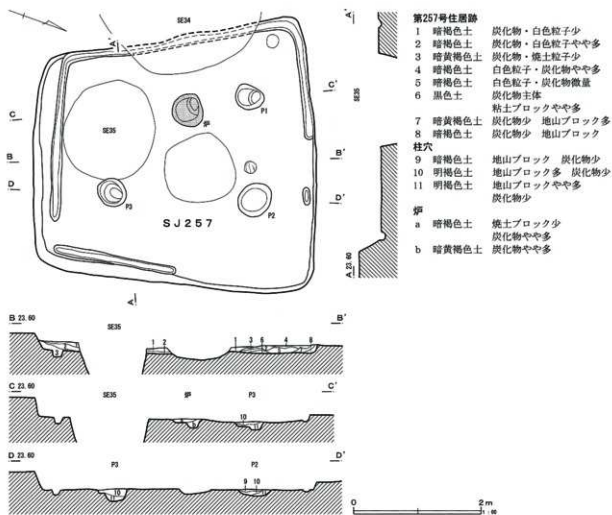 A
SE34
C'
P1
炉
C
SE35
B'
B
D
D'
P3
P2
SJ257
A'
A'
SE35
A 23.60
第257号住居跡
1 暗褐色土 炭化物・白色粒子少
2 暗褐色土 炭化物・白色粒子やや多
3 暗黄褐色土 炭化物・焼土粒子少
4 暗褐色土 白色粒子・炭化物やや多
5 暗褐色土 白色粒子・炭化物微量
6 黒色土 炭化物主体
粘土ブロックやや多
7 暗黄褐色土 炭化物少 地山ブロック多
8 暗褐色土 炭化物少 地山ブロック
柱穴
9 暗褐色土 地山ブロック 炭化物少
10 明褐色土 地山ブロック多 炭化物少
11 明褐色土 地山ブロックやや多
炭化物少
炉
a 暗褐色土 焼土ブロック少
炭化物やや多
b 暗黄褐色土 炭化物やや多
B 23.60
SE35
B'
1 2
1 3 6 4 8
C 23.60
SE35
炉
P3
C'
10
D 23.60
P3
P2
D'
10
11
9 10
0 2m
1:60